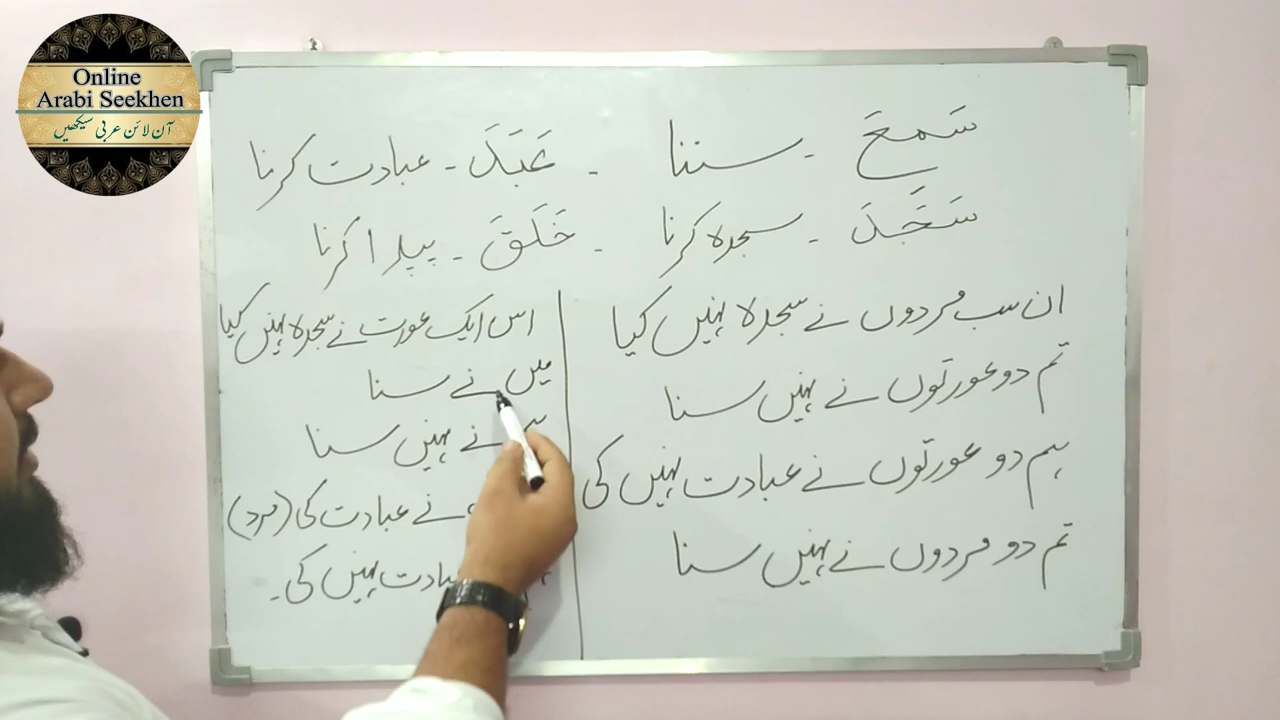 Online
Arabi Seekhen
آن لائن عربی سیکھیں
سَمِعَ - سننا - عَبَدَ - عبادت کرنا
سَجَدَ - سجدہ کرنا - خَلَقَ - پیدا کرنا
ان سب مردوں نے سجدہ نہیں کیا
تم دو عورتوں نے نہیں سنا
ہم دو عورتوں نے عبادت نہیں کی
تم دو مردوں نے نہیں سنا
اس ایک عورت نے سجدہ نہیں کیا
میں نے سنا
نے نہیں سنا
نے عبادت کی (مرد)
عبادت نہیں کی۔